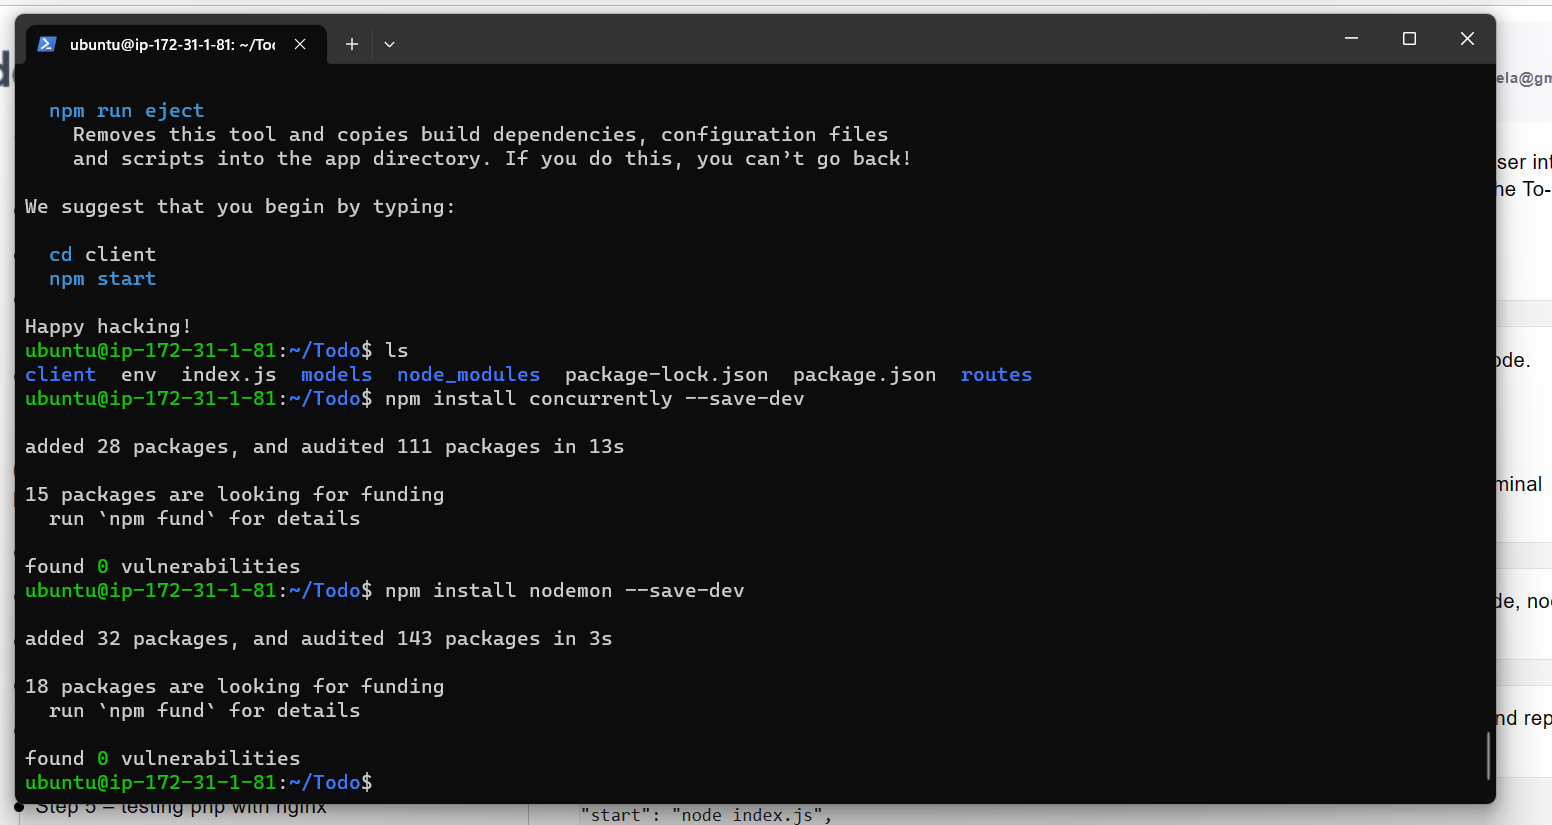 ubuntu@ip-172-31-1-81: ~/Too
ela@gm
npm run eject
Removes this tool and copies build dependencies, configuration files
and scripts into the app directory. If you do this, you can’t go back!
ser int
he To-
We suggest that you begin by typing:
cd client
npm start
Happy hacking!
ubuntu@ip-172-31-1-81:~/Todo$ ls
ode.
client env index.js models node_modules package-lock.json package.json routes
ubuntu@ip-172-31-1-81:~/Todo$ npm install concurrently --save-dev
added 28 packages, and audited 111 packages in 13s
minal
15 packages are looking for funding
run `npm fund` for details
found 0 vulnerabilities
ubuntu@ip-172-31-1-81:~/Todo$ npm install nodemon --save-dev
de, noc
added 32 packages, and audited 143 packages in 3s
18 packages are looking for funding
run `npm fund` for details
nd rep
found 0 vulnerabilities
ubuntu@ip-172-31-1-81:~/Todo$
Step 5 – testing php with nginx
"start": "node index.js",